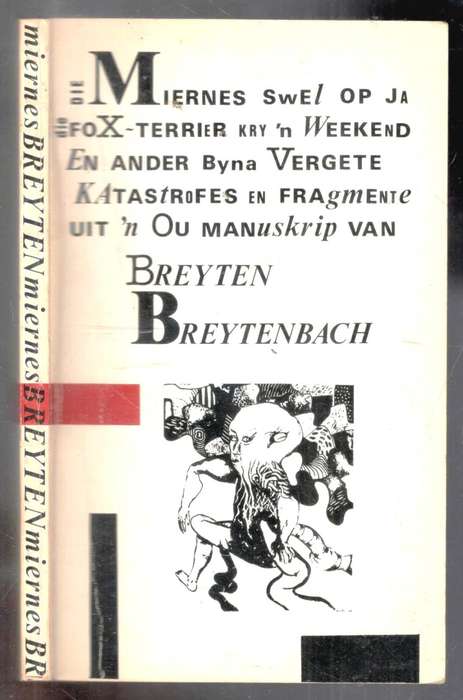 DIE MIERNES SWEl OP JA
die FOX-TERRIER KRY 'n WEEKEND
En ANDER Byna VERGETE
KAtAStROFES EN FRAgmENte
UIT 'n OU MANuskrip VAN
BREYTEN
BREYTENBACH
miernesBREYTENmiernesBREYTENmiernesBR